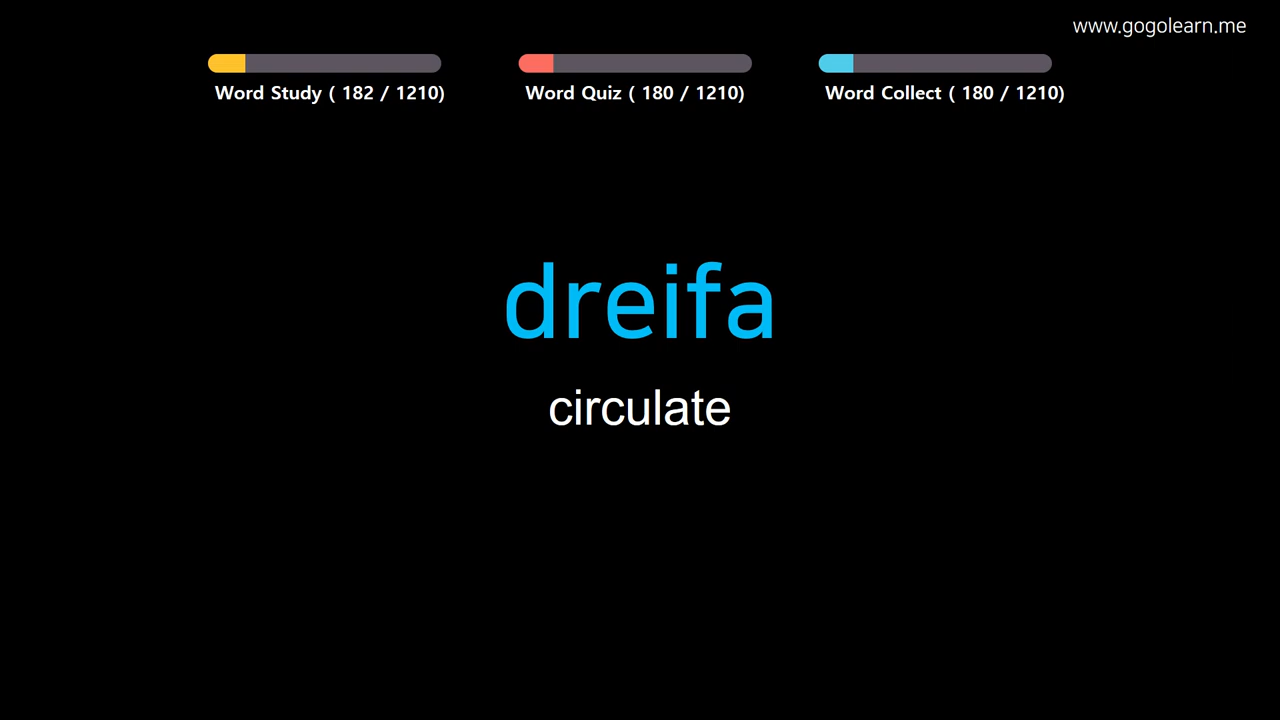 www.gogolearn.me
Word Study ( 182 / 1210)
Word Quiz ( 180 / 1210)
Word Collect ( 180 / 1210)
dreifa
circulate